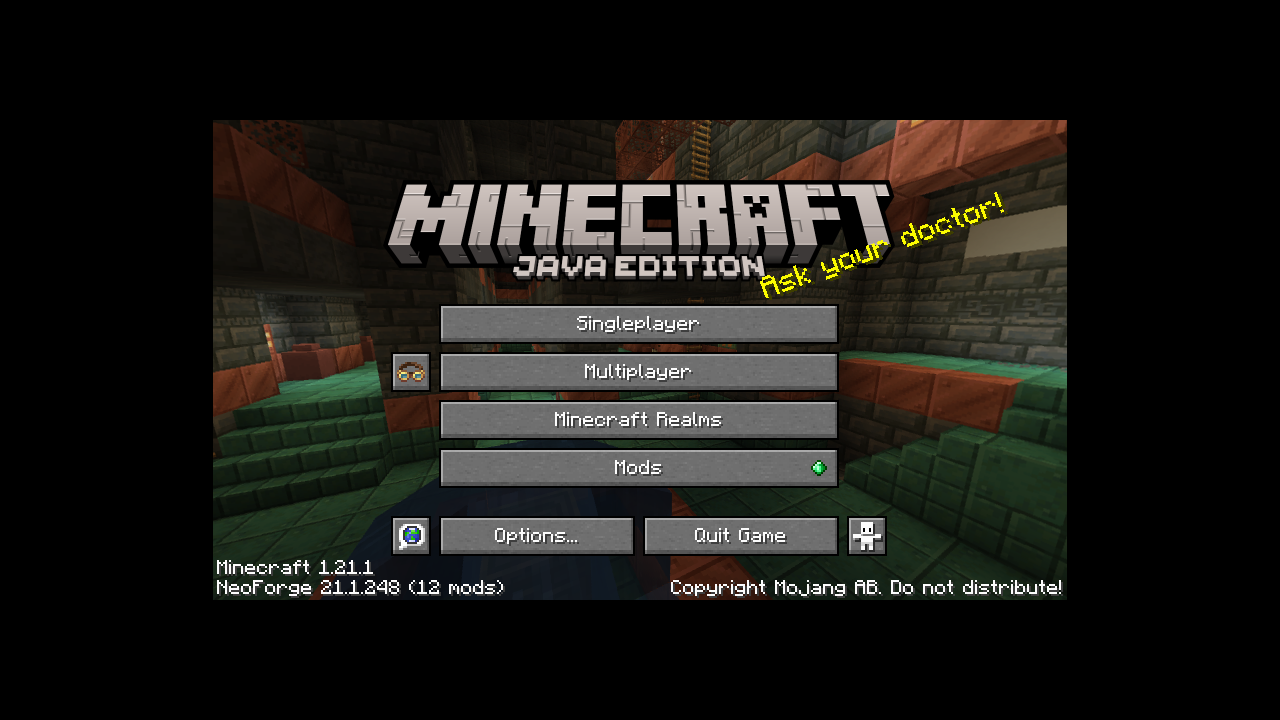 MINECRAFT
JAVA EDITION
Ask your doctor!
Singleplayer
Multiplayer
Minecraft Realms
Mods
Options...
Quit Game
Minecraft 1.21.1
NeoForge 21.1.248 (12 mods)
Copyright Mojang AB. Do not distribute!